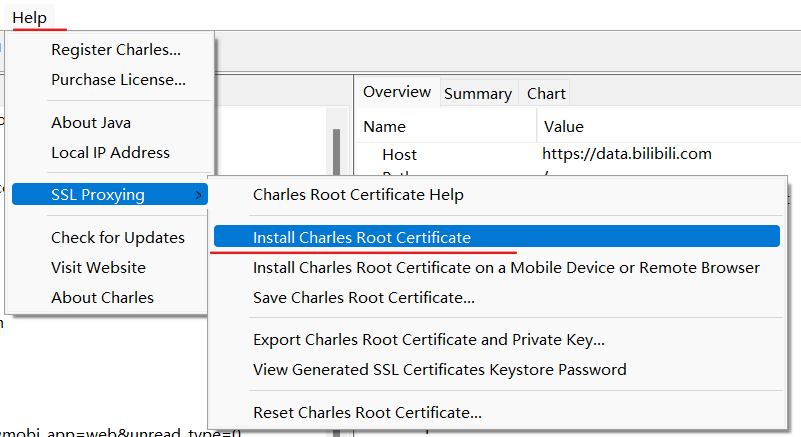 Help
Register Charles...
Purchase License...
About Java
Local IP Address
SSL Proxying
Check for Updates
Visit Website
About Charles
Overview Summary Chart
Name Value
Host https://data.bilibili.com
Charles Root Certificate Help
Install Charles Root Certificate
Install Charles Root Certificate on a Mobile Device or Remote Browser
Save Charles Root Certificate...
Export Charles Root Certificate and Private Key...
View Generated SSL Certificates Keystore Password
Reset Charles Root Certificate...
mobi_app=web&unread_type=0